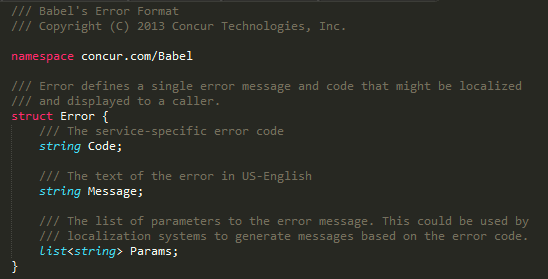 /// Babel's Error Format
/// Copyright (C) 2013 Concur Technologies, Inc.
namespace concur.com/Babel
/// Error defines a single error message and code that might be localized
/// and displayed to a caller.
struct Error {
/// The service-specific error code
string Code;
/// The text of the error in US-English
string Message;
/// The list of parameters to the error message. This could be used by
/// localization systems to generate messages based on the error code.
list<string> Params;
}